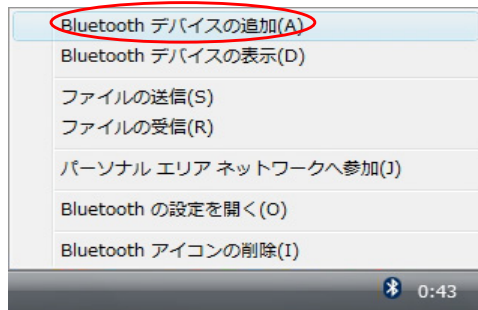 Bluetooth デバイスの追加(A)
Bluetooth デバイスの表示(D)
ファイルの送信(S)
ファイルの受信(R)
パーソナル エリア ネットワークへ参加(J)
Bluetooth の設定を開く(O)
Bluetooth アイコンの削除(I)
0:43